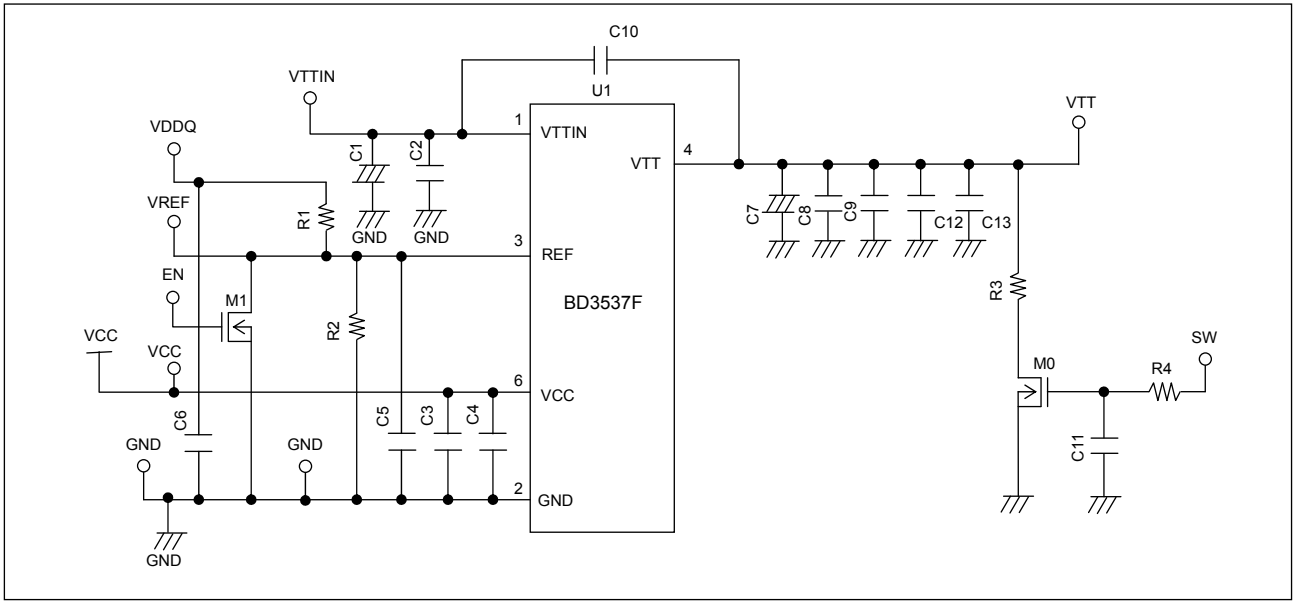 C10
U1
VTTIN
VDDQ
VREF
EN
VCC
VCC
C1
C2
GND
GND
R1
M1
R2
C6
C5
C3
C4
GND
GND
GND
1
VTTIN
3
REF
BD3537F
6
VCC
2
GND
VTT
4
VTT
C7
C8
C9
C12
C13
R3
M0
SW
R4
C11